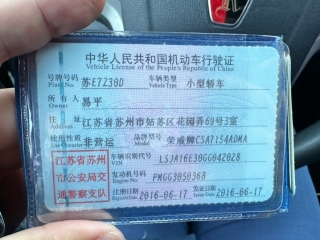 中华人民共和国机动车行驶证
Vehicle License of the People's Republic of China
号牌号码 苏E7Z38D 车辆类型 小型轿车
Plate No. Vehicle Type
所有人 易平
Owner
住址 江苏省苏州市姑苏区花园弄69号3室
Address
使用性质 非营运 品牌型号 荣威牌CSA7154ADMA
Use Character Model
江苏省苏州市公安局交通警察支队
车辆识别代号 LSJA16E30GG042028
VIN
发动机号码 PMGG3050368
Engine No.
注册日期 2016-06-17 发证日期 2016-06-17
Register Date Issue Date